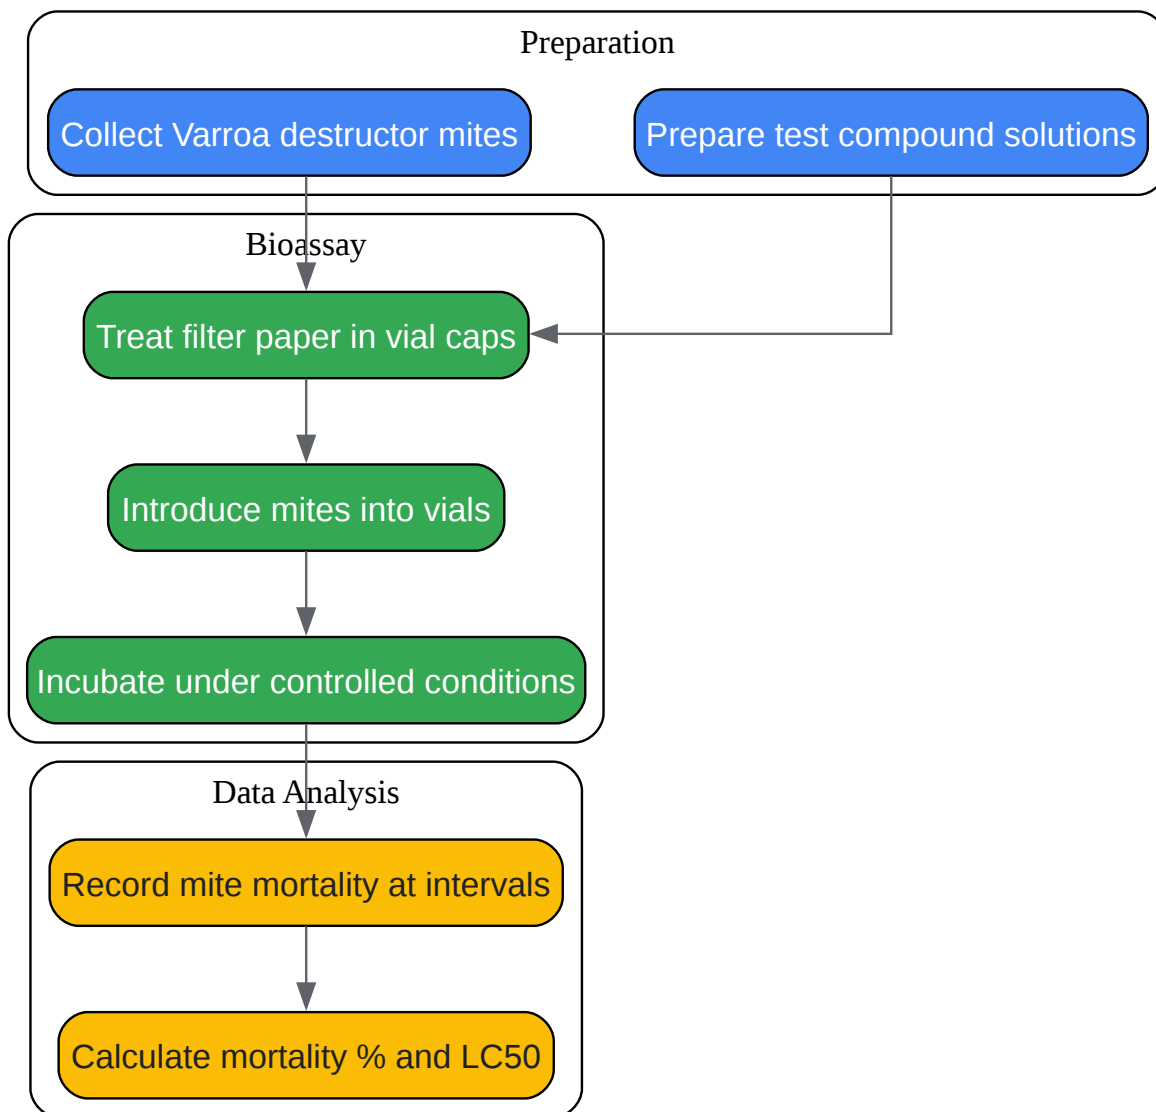 Preparation
Collect Varroa destructor mites
Prepare test compound solutions
Bioassay
Treat filter paper in vial caps
Introduce mites into vials
Incubate under controlled conditions
Data Analysis
Record mite mortality at intervals
Calculate mortality % and LC50